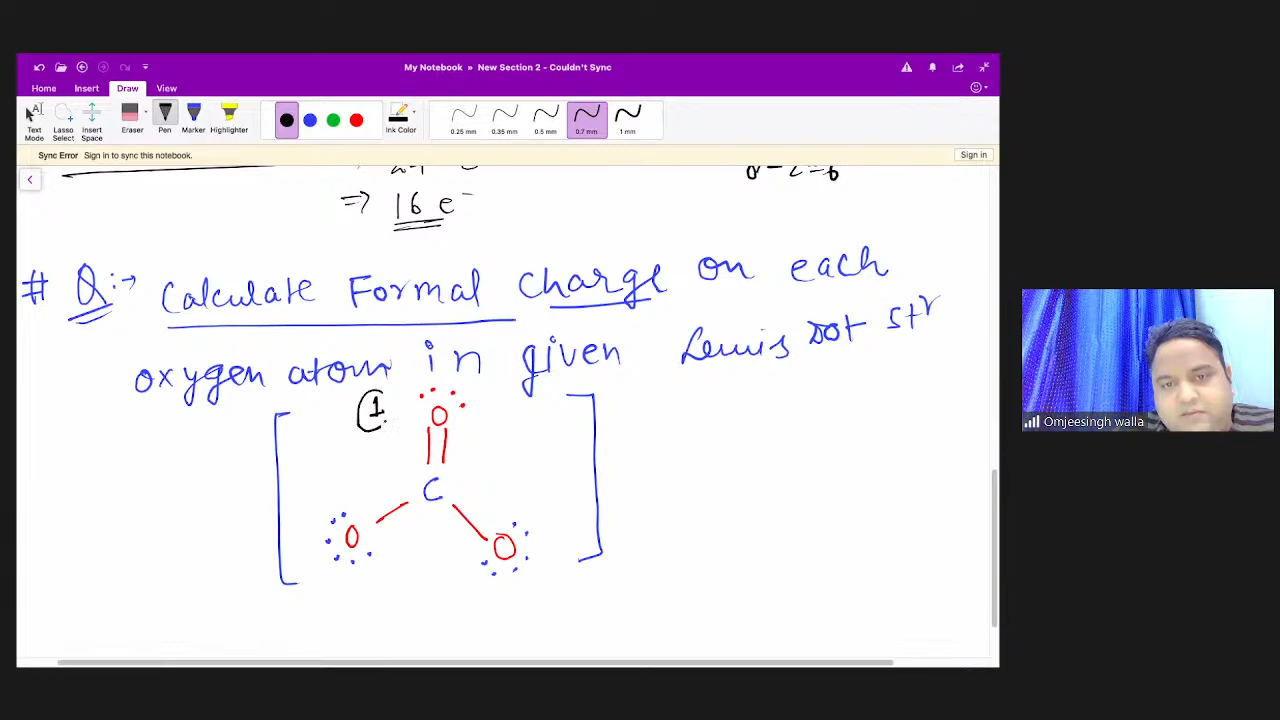 My Notebook » New Section 2 - Couldn't Sync
Home Insert Draw View
Text Mode Lasso Select Insert Space Eraser Pen Marker Highlighter Ink Color 0.25 mm 0.35 mm 0.5 mm 0.7 mm 1 mm
Sync Error Sign in to sync this notebook. Sign in
8-2=6
=> 16 e⁻
# Q:→ Calculate Formal charge on each
oxygen atom in given Lewis Dot str
1
O
C
O O
Omjeesingh walla